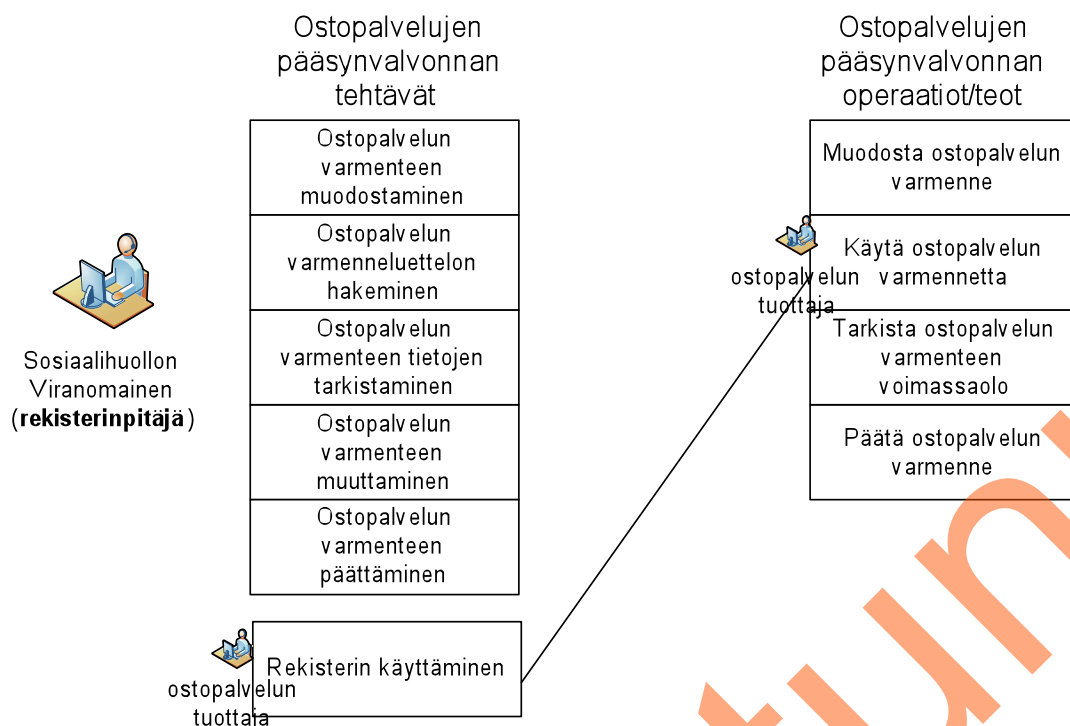 Ostopalvelujen
pääsynvalvonnan
tehtävät
Ostopalvelun
varmenteen
muodostaminen
Ostopalvelun
varmenneluettelon
hakeminen
Ostopalvelun
varmenteen tietojen
tarkistaminen
Ostopalvelun
varmenteen
muuttaminen
Ostopalvelun
varmenteen
päättäminen
Sosiaalihuollon
Viranomainen
(rekisterinpitäjä)
Rekisterin käyttäminen
ostopalvelun
tuottaja
Ostopalvelujen
pääsynvalvonnan
operaatiot/teot
Muodosta ostopalvelun
varmenne
Käytä ostopalvelun
varmennetta
ostopalvelun
tuottaja
Tarkista ostopalvelun
varmenteen
voimassaolo
Päätä ostopalvelun
varmenne